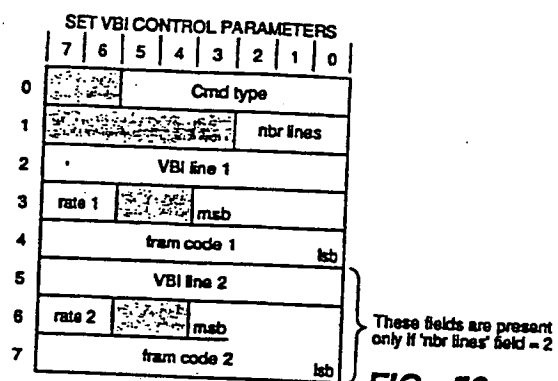 SET VBI CONTROL PARAMETERS
7 6 5 4 3 2 1 0
0 Cmd type
1 nbr lines
2 VBI line 1
3 rate 1 msb
4 fram code 1 lsb
5 VBI line 2
6 rate 2 msb
7 fram code 2 lsb
These fields are present
only if 'nbr lines' field = 2